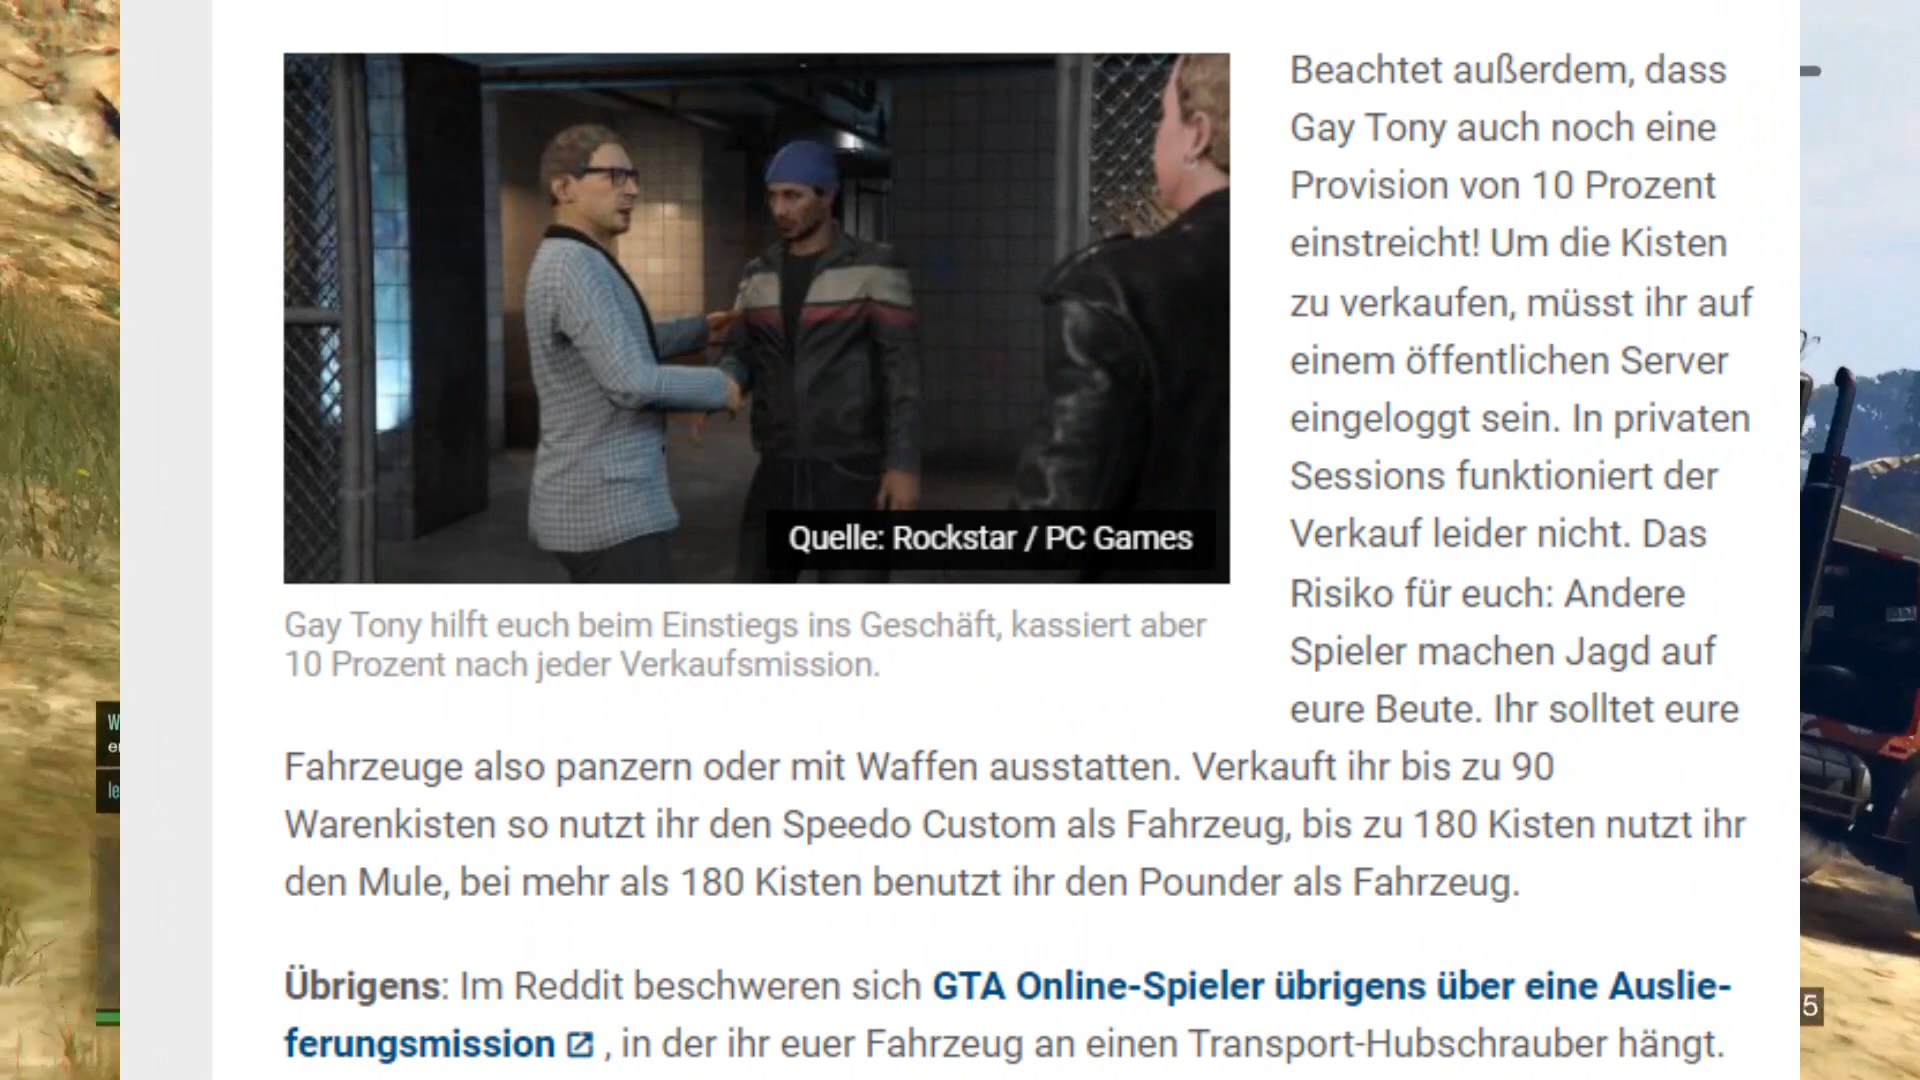 Quelle: Rockstar / PC Games
Gay Tony hilft euch beim Einstiegs ins Geschäft, kassiert aber
10 Prozent nach jeder Verkaufsmission.
Beachtet außerdem, dass
Gay Tony auch noch eine
Provision von 10 Prozent
einstreicht! Um die Kisten
zu verkaufen, müsst ihr auf
einem öffentlichen Server
eingeloggt sein. In privaten
Sessions funktioniert der
Verkauf leider nicht. Das
Risiko für euch: Andere
Spieler machen Jagd auf
eure Beute. Ihr solltet eure
Fahrzeuge also panzern oder mit Waffen ausstatten. Verkauft ihr bis zu 90
Warenkisten so nutzt ihr den Speedo Custom als Fahrzeug, bis zu 180 Kisten nutzt ihr
den Mule, bei mehr als 180 Kisten benutzt ihr den Pounder als Fahrzeug.
Übrigens: Im Reddit beschweren sich GTA Online-Spieler übrigens über eine Auslie-
ferungsmission , in der ihr euer Fahrzeug an einen Transport-Hubschrauber hängt.
5